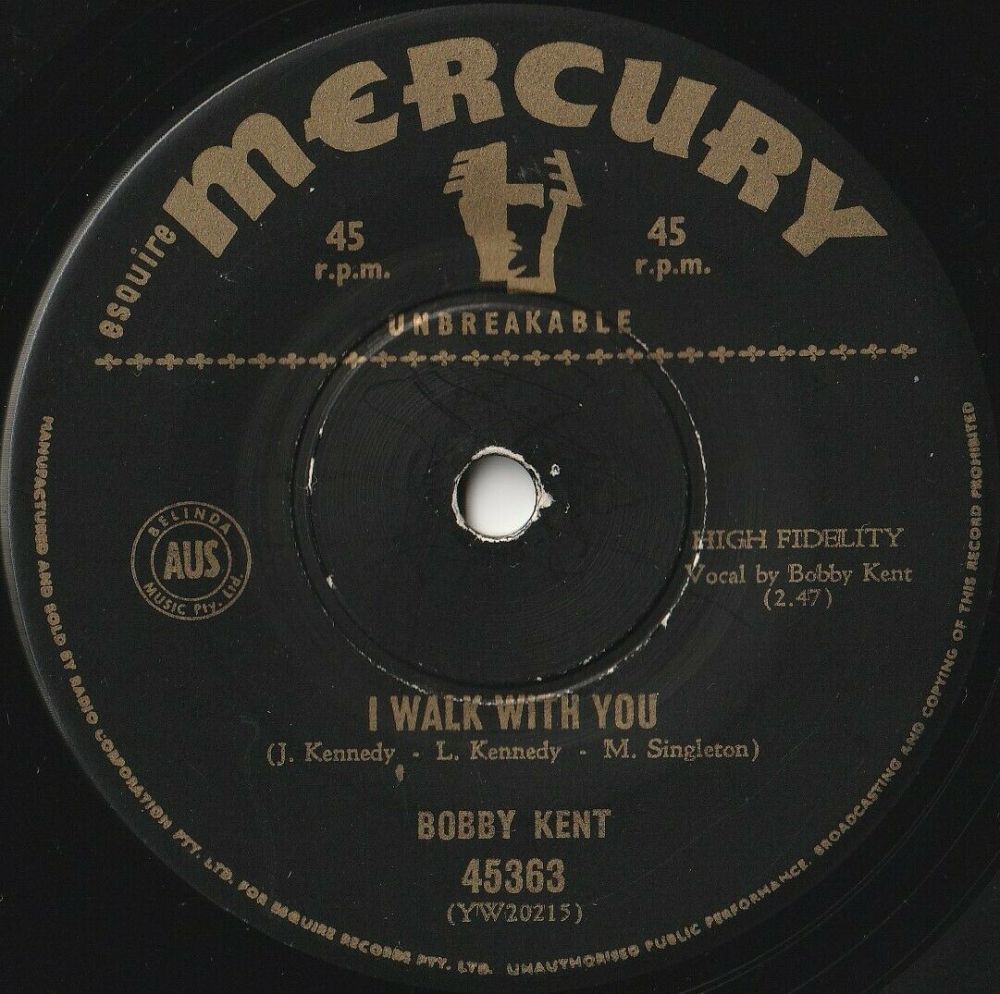 esquire
MERCURY
45
r.p.m.
45
r.p.m.
UNBREAKABLE
BELINDA
AUS
MUSIC Pty. Ltd.
HIGH FIDELITY
Vocal by Bobby Kent
(2.47)
I WALK WITH YOU
(J. Kennedy - L. Kennedy - M. Singleton)
BOBBY KENT
45363
(YW20215)
MANUFACTURED AND SOLD BY RADIO CORPORATION PTY. LTD. FOR ESQUIRE RECORDS PTY. LTD. UNAUTHORISED PUBLIC PERFORMANCE, BROADCASTING AND COPYING OF THIS RECORD PROHIBITED